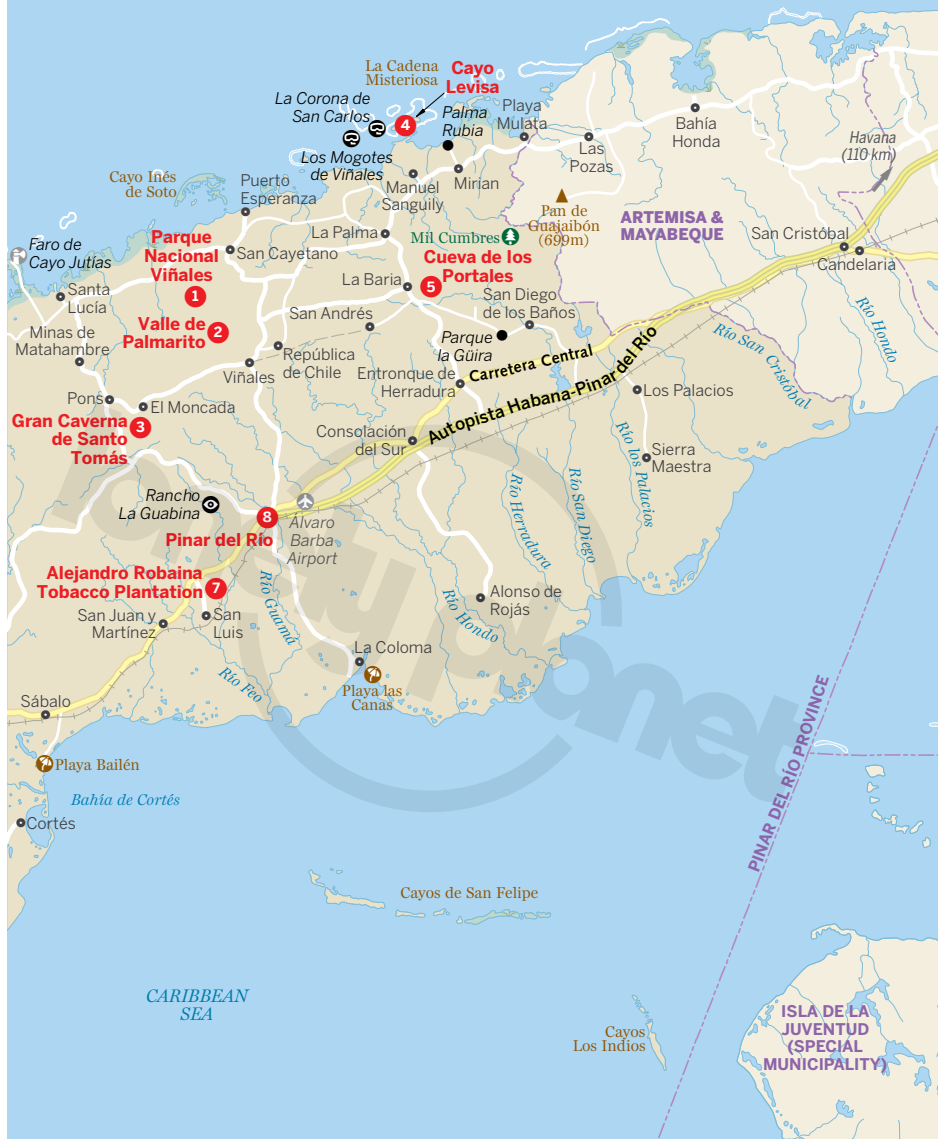 La Cadena
Misteriosa
Cayo
Levisa
La Corona de
San Carlos
4
Palma
Rubia
Playa
Mulata
Bahía
Honda
Havana
(110 km)
Los Mogotes
de Viñales
Las
Pozas
Cayo Inés
de Soto
Puerto
Esperanza
Manuel
Sanguily
Mirian
Pan de
Guajaibón
(699m)
ARTEMISA &
MAYABEQUE
Faro de
Cayo Jutías
Parque
Nacional
Viñales
1
San Cayetano
La Palma
Mil Cumbres
Cueva de los
Portales
5
San Cristóbal
Candelaria
La Baria
Santa
Lucía
San Diego
de los Baños
Río Hondo
Valle de
Palmarito
2
San Andrés
Minas de
Matahambre
Parque
la Güira
Río San Cristóbal
República
de Chile
Viñales
Entronque de
Herradura
Carretera Central
Autopista Habana-Pinar del Río
Los Palacios
Pons
El Moncada
Gran Caverna
de Santo
Tomás
3
Consolación
del Sur
Sierra
Maestra
Río los Palacios
Río San Diego
Río Herradura
Rancho
La Guabina
8
Pinar del Río
Álvaro
Barba
Airport
Alejandro Robaina
Tobacco Plantation
7
Río Guamá
Río Hondo
Alonso de
Rojás
San Juan y
Martínez
San
Luis
La Coloma
Río Feo
Playa las
Canas
Sábalo
Playa Bailén
Bahía de Cortés
Cortés
PINAR DEL RÍO PROVINCE
Cayos de San Felipe
CARIBBEAN
SEA
Cayos
Los Indios
ISLA DE LA
JUVENTUD
(SPECIAL
MUNICIPALITY)
lonely planet